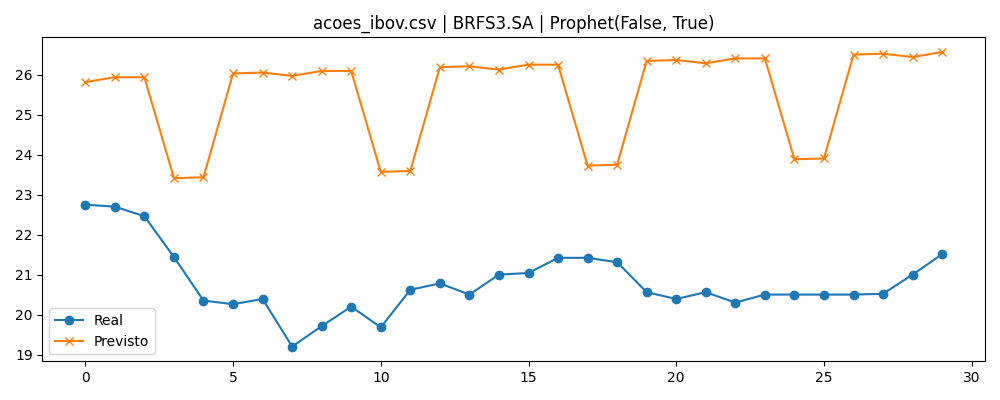 acoes_ibov.csv | BRFS3.SA | Prophet(False, True)
26
25
24
23
22
21
20
19
Real
Previsto
0 5 10 15 20 25 30